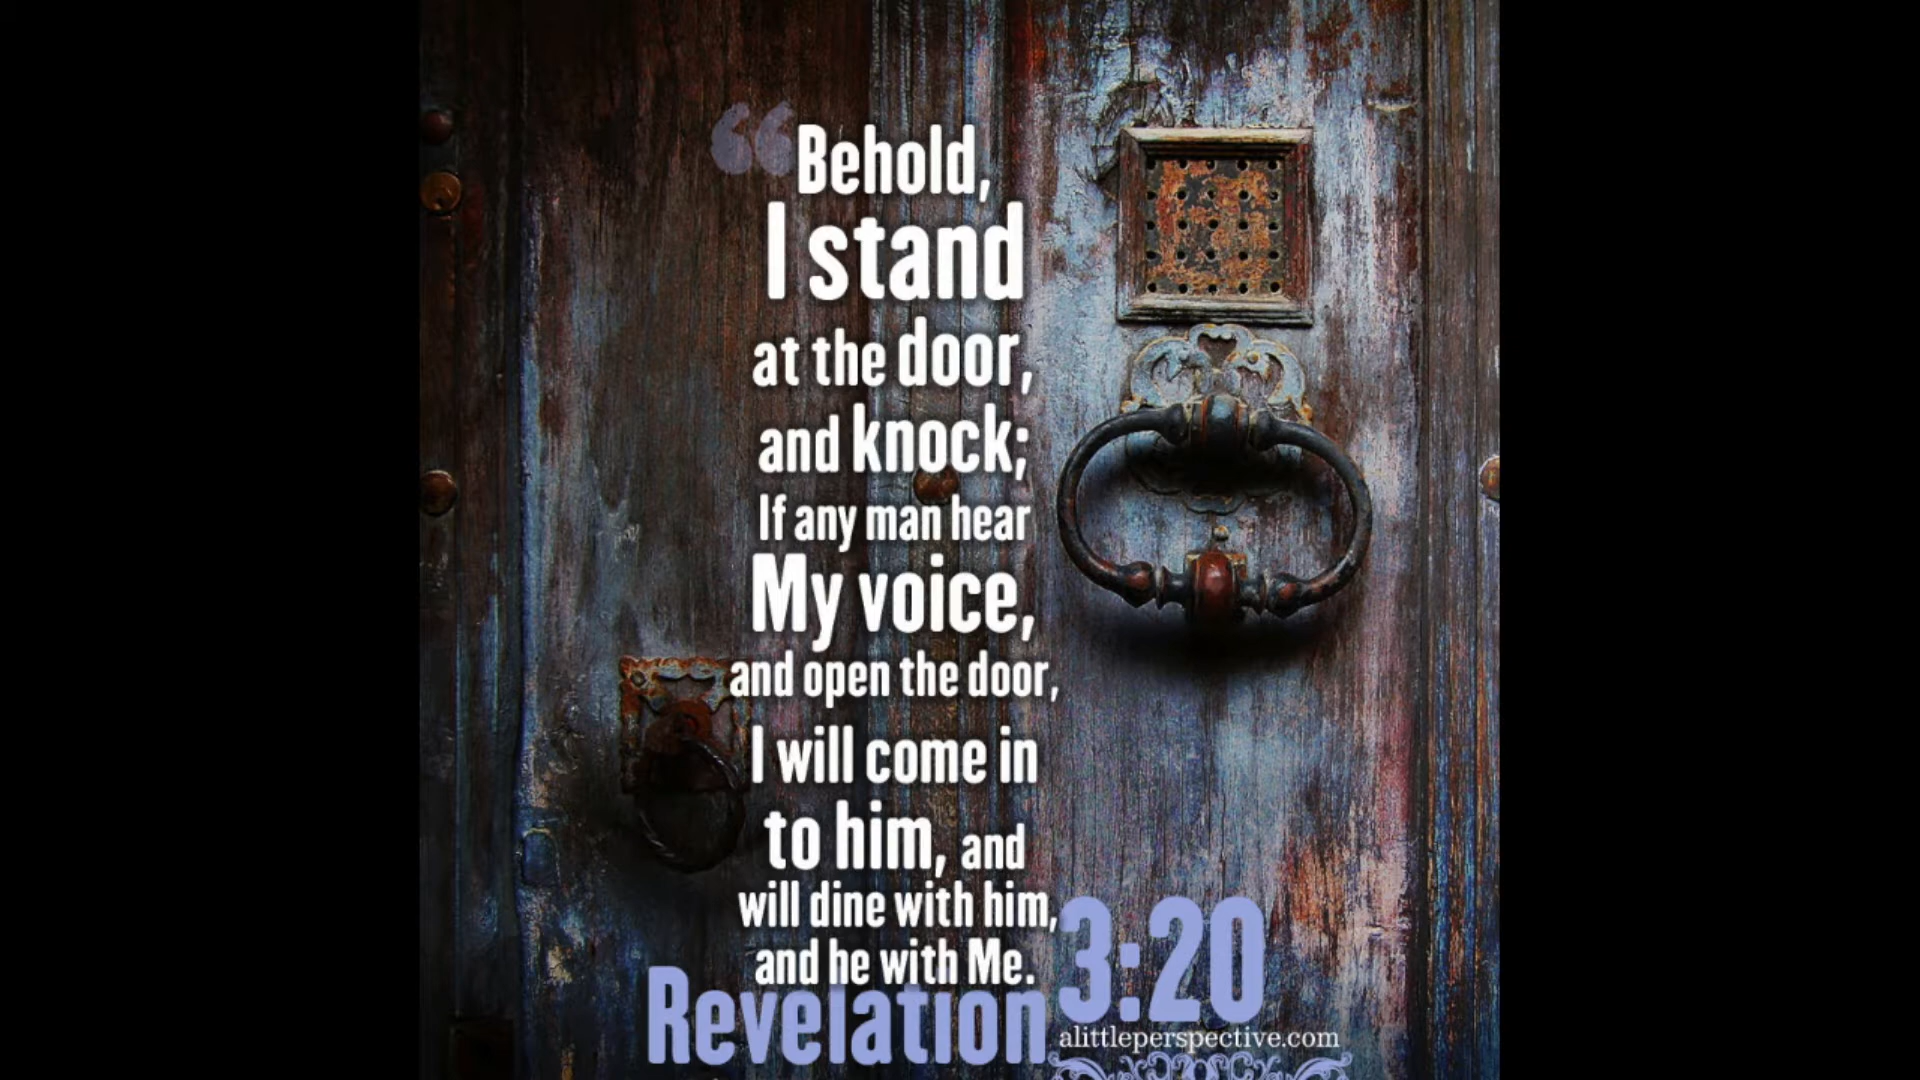 “Behold,
I stand
at the door,
and knock;
If any man hear
My voice,
and open the door,
I will come in
to him, and
will dine with him,
and he with Me.
Revelation 3:20
alittleperspective.com